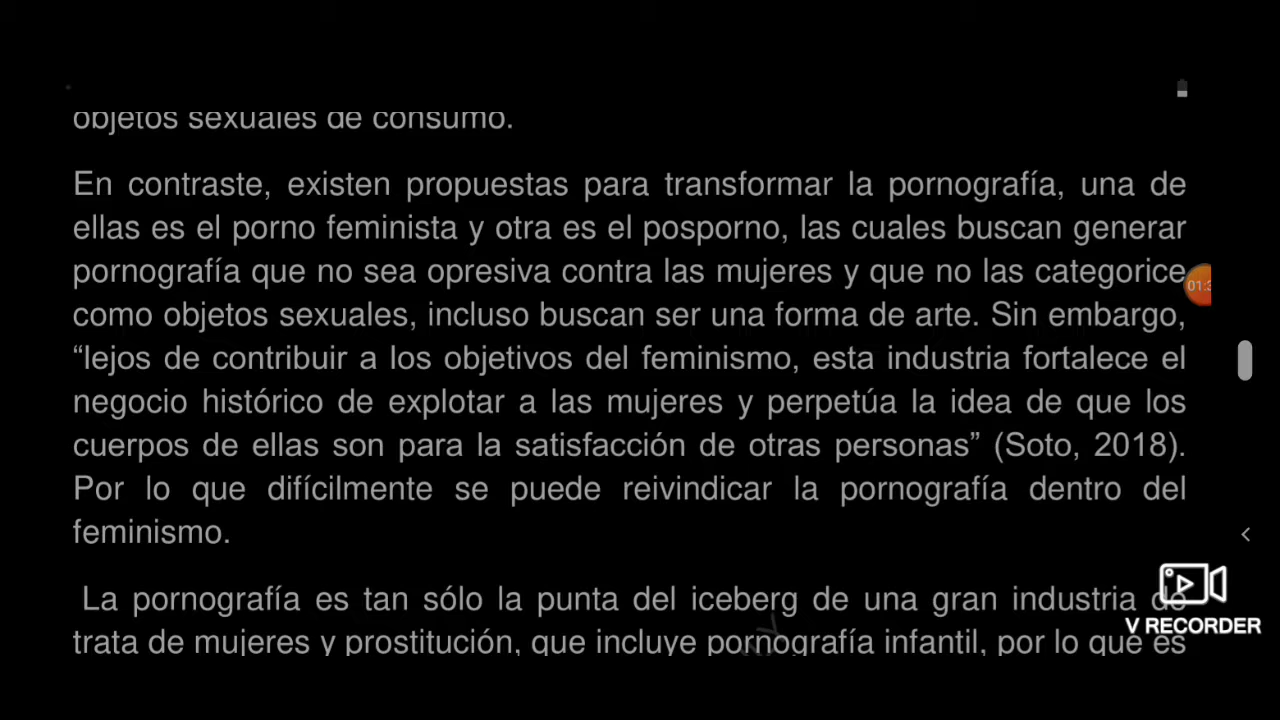 objetos sexuales de consumo.
En contraste, existen propuestas para transformar la pornografía, una de
ellas es el porno feminista y otra es el posporno, las cuales buscan generar
pornografía que no sea opresiva contra las mujeres y que no las categorice
como objetos sexuales, incluso buscan ser una forma de arte. Sin embargo,
“lejos de contribuir a los objetivos del feminismo, esta industria fortalece el
negocio histórico de explotar a las mujeres y perpetúa la idea de que los
cuerpos de ellas son para la satisfacción de otras personas” (Soto, 2018).
Por lo que difícilmente se puede reivindicar la pornografía dentro del
feminismo.
La pornografía es tan sólo la punta del iceberg de una gran industria de
trata de mujeres y prostitución, que incluye pornografía infantil, por lo que es
V RECORDER